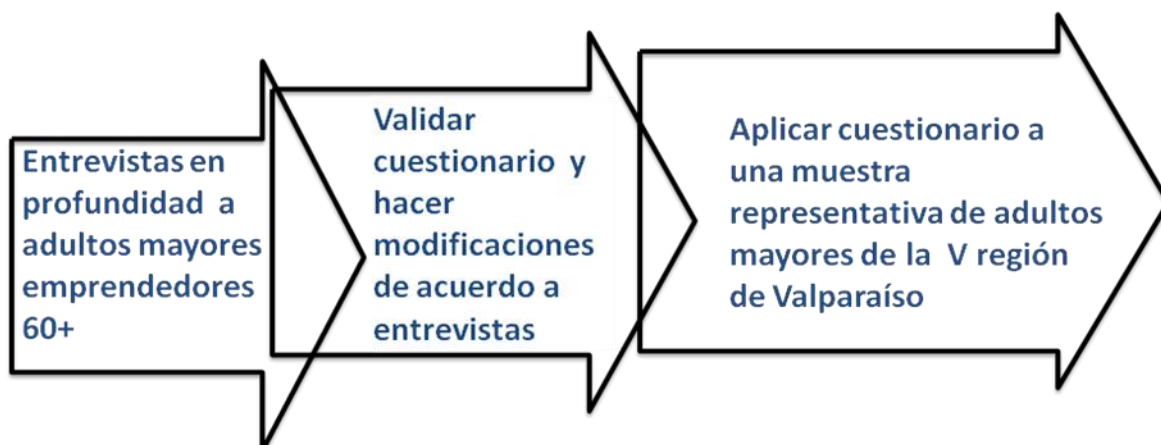 Entrevistas en
profundidad a
adultos mayores
emprendedores
60+
Validar
cuestionario y
hacer
modificaciones
de acuerdo a
entrevistas
Aplicar cuestionario a
una muestra
representativa de adultos
mayores de la V región
de Valparaíso